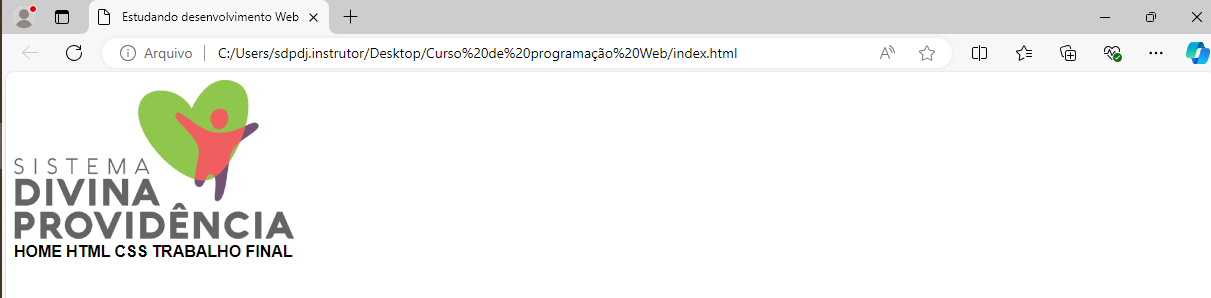 Estudando desenvolvimento Web
Arquivo C:/Users/sdpdj.instrutor/Desktop/Curso%20de%20programação%20Web/index.html
SISTEMA
DIVINA
PROVIDÊNCIA
HOME HTML CSS TRABALHO FINAL